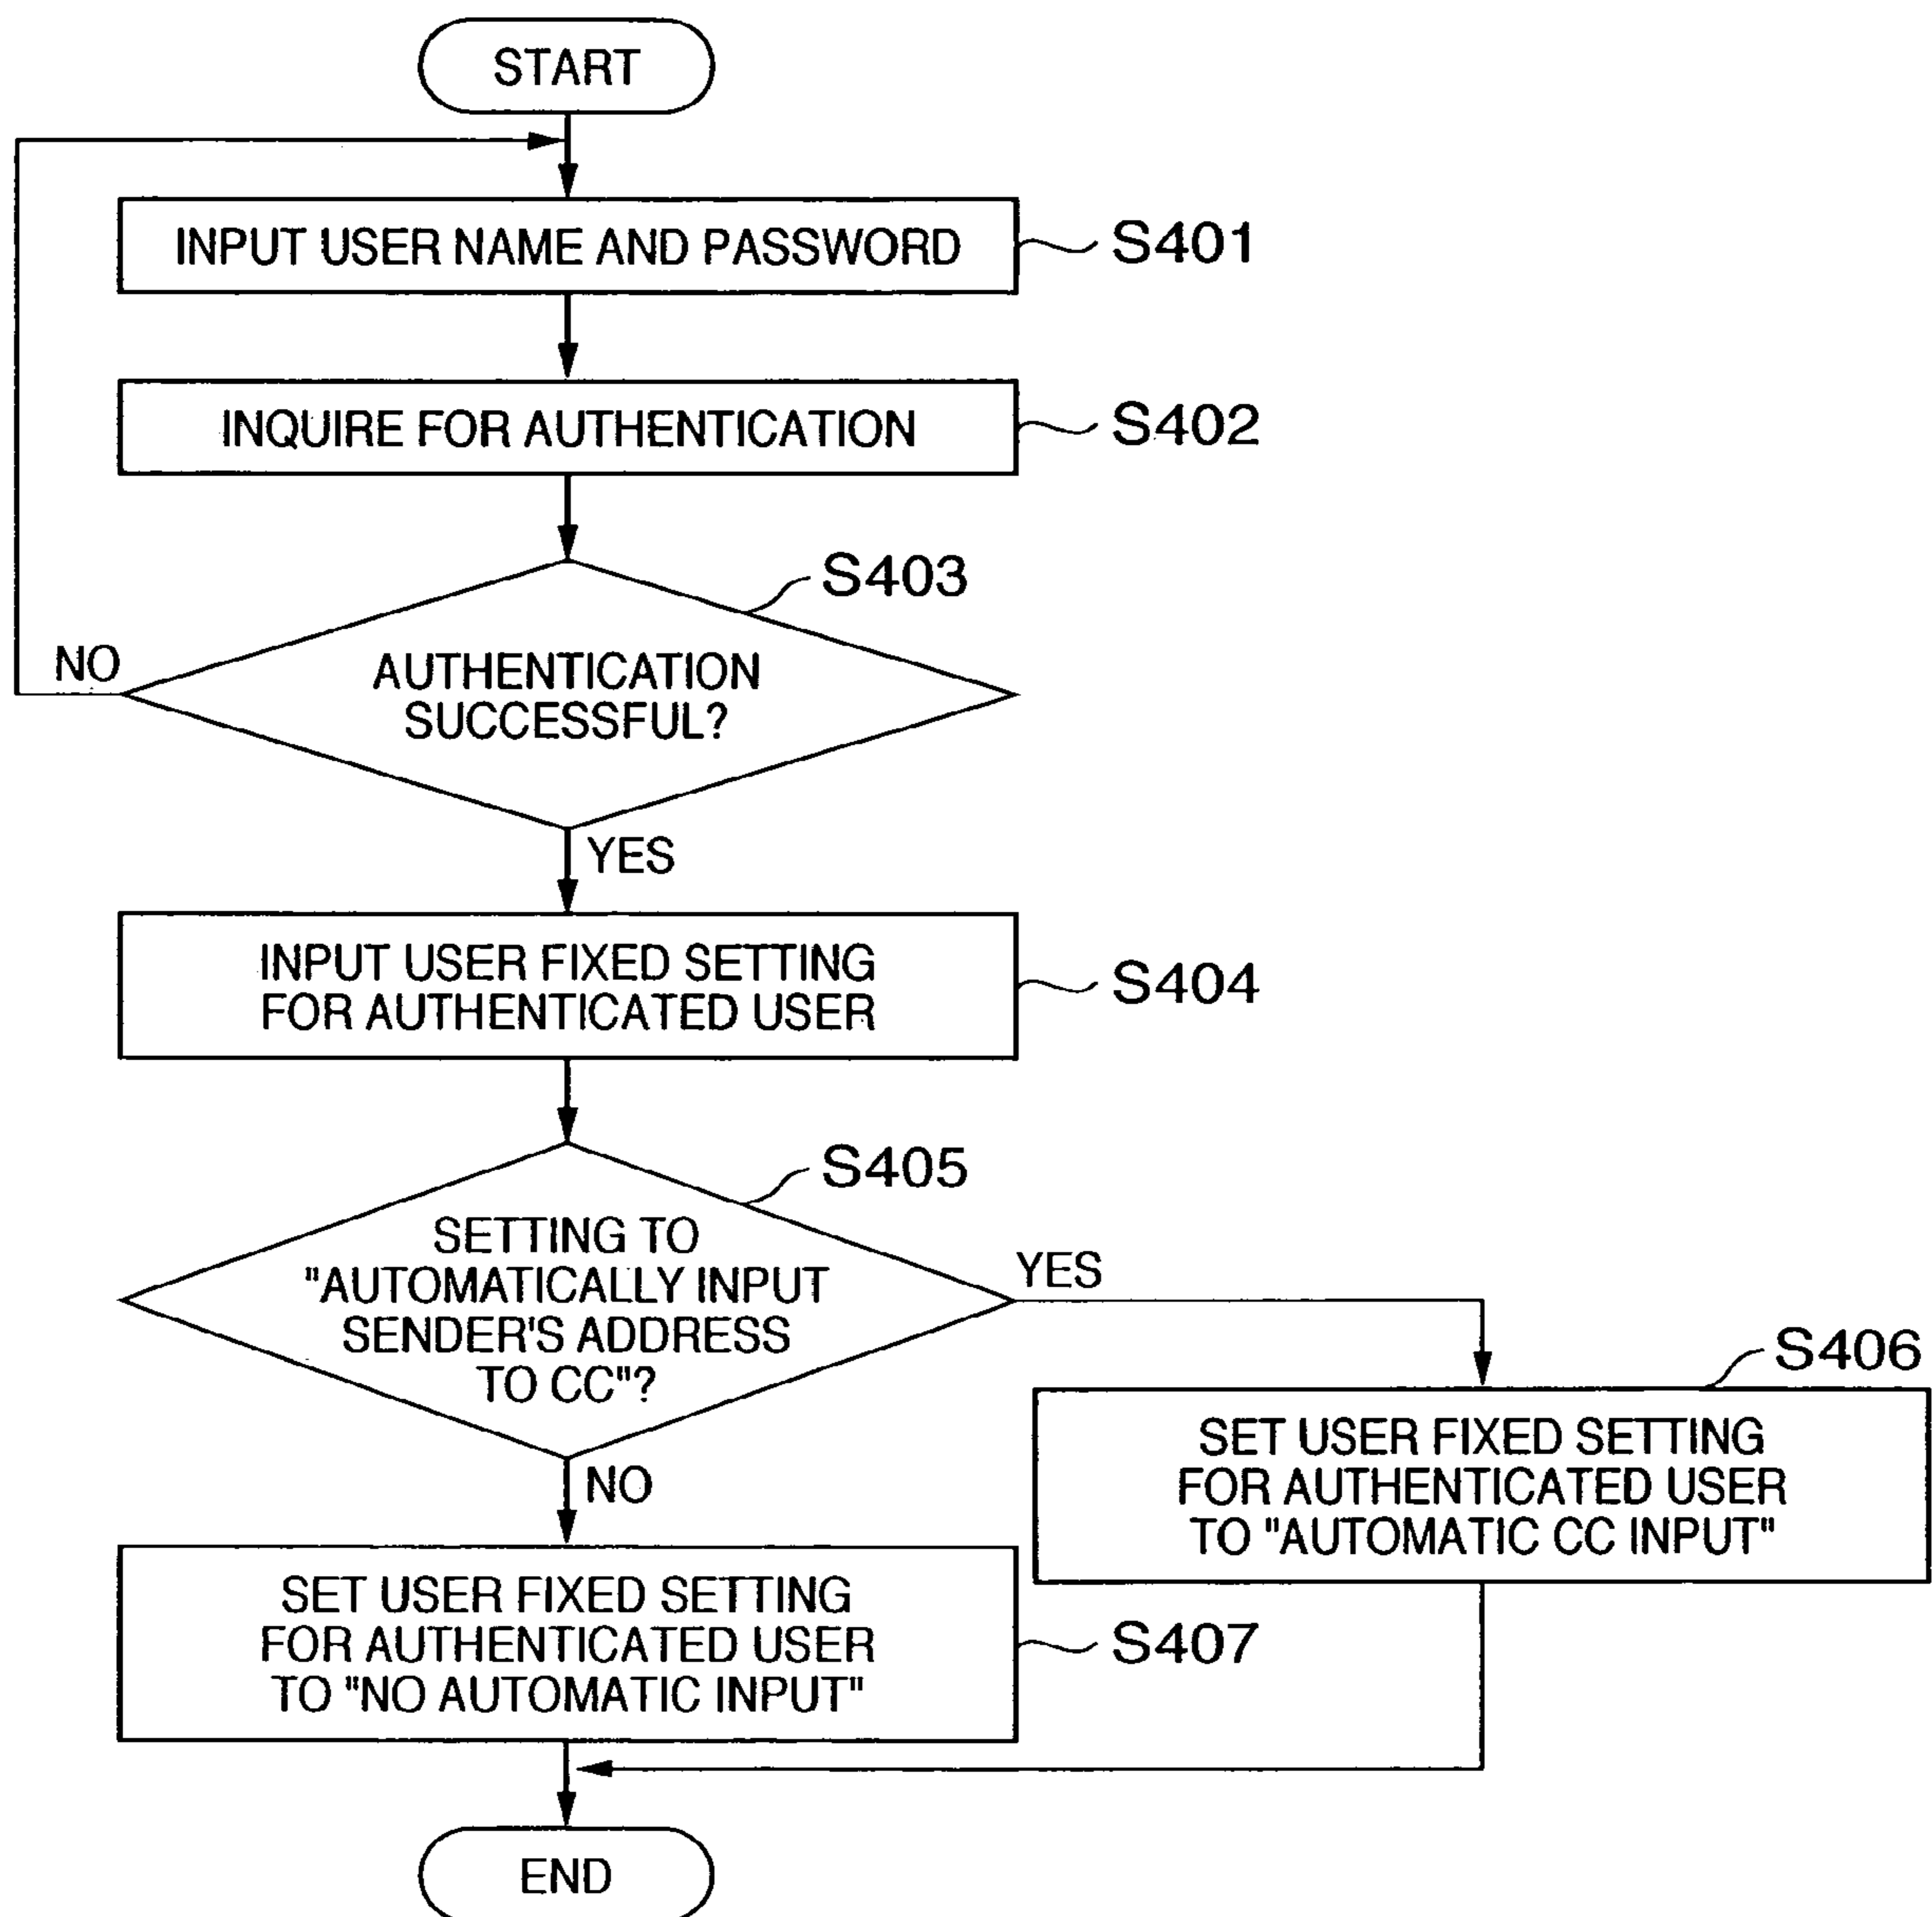 START
INPUT USER NAME AND PASSWORD
S401
INQUIRE FOR AUTHENTICATION
S402
S403
AUTHENTICATION
SUCCESSFUL?
NO
YES
INPUT USER FIXED SETTING
FOR AUTHENTICATED USER
S404
S405
SETTING TO
"AUTOMATICALLY INPUT
SENDER'S ADDRESS
TO CC"?
YES
NO
S406
SET USER FIXED SETTING
FOR AUTHENTICATED USER
TO "AUTOMATIC CC INPUT"
SET USER FIXED SETTING
FOR AUTHENTICATED USER
TO "NO AUTOMATIC INPUT"
S407
END